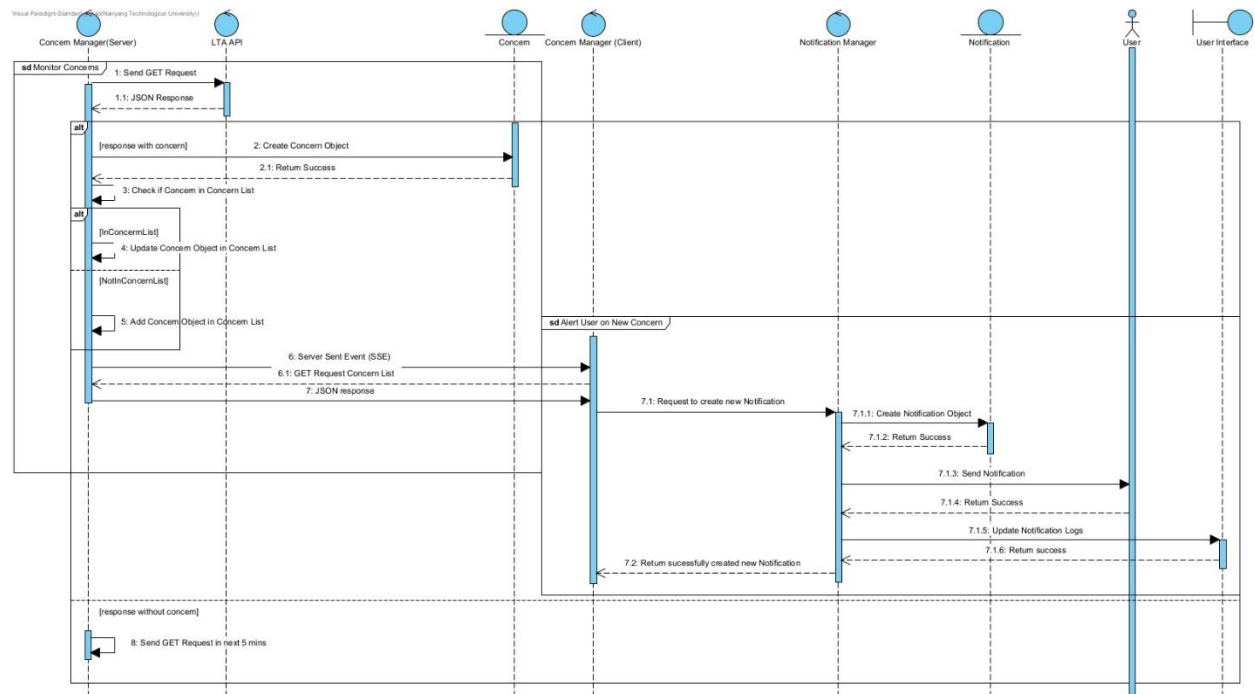 Visual Paradigm Standard (Nanyang Technological University)
Concern Manager(Server)
LTA API
Concern
Concern Manager (Client)
Notification Manager
Notification
User
User Interface
sd Monitor Concerns
1: Send GET Request
1.1: JSON Response
alt
[response with concern]
2: Create Concern Object
2.1: Return Success
3: Check if Concern in Concern List
alt
[InConcernList]
4: Update Concern Object in Concern List
[NotInConcernList]
5: Add Concern Object in Concern List
sd Alert User on New Concern
6: Server Sent Event (SSE)
6.1: GET Request Concern List
7: JSON response
7.1: Request to create new Notification
7.1.1: Create Notification Object
7.1.2: Return Success
7.1.3: Send Notification
7.1.4: Return Success
7.1.5: Update Notification Logs
7.1.6: Return success
7.2: Return sucessfully created new Notification
[response without concern]
8: Send GET Request in next 5 mins